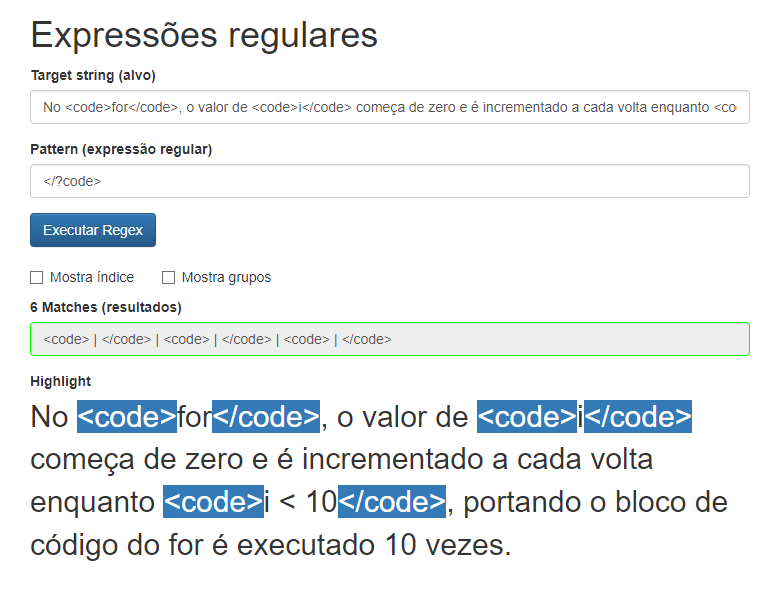 Expressões regulares
Target string (alvo)
No <code>for</code>, o valor de <code>i</code> começa de zero e é incrementado a cada volta enquanto <co
Pattern (expressão regular)
</?code>
Executar Regex
Mostra índice Mostra grupos
6 Matches (resultados)
<code> | </code> | <code> | </code> | <code> | </code>
Highlight
No <code>for</code>, o valor de <code>i</code>
começa de zero e é incrementado a cada volta
enquanto <code>i < 10</code>, portando o bloco de
código do for é executado 10 vezes.